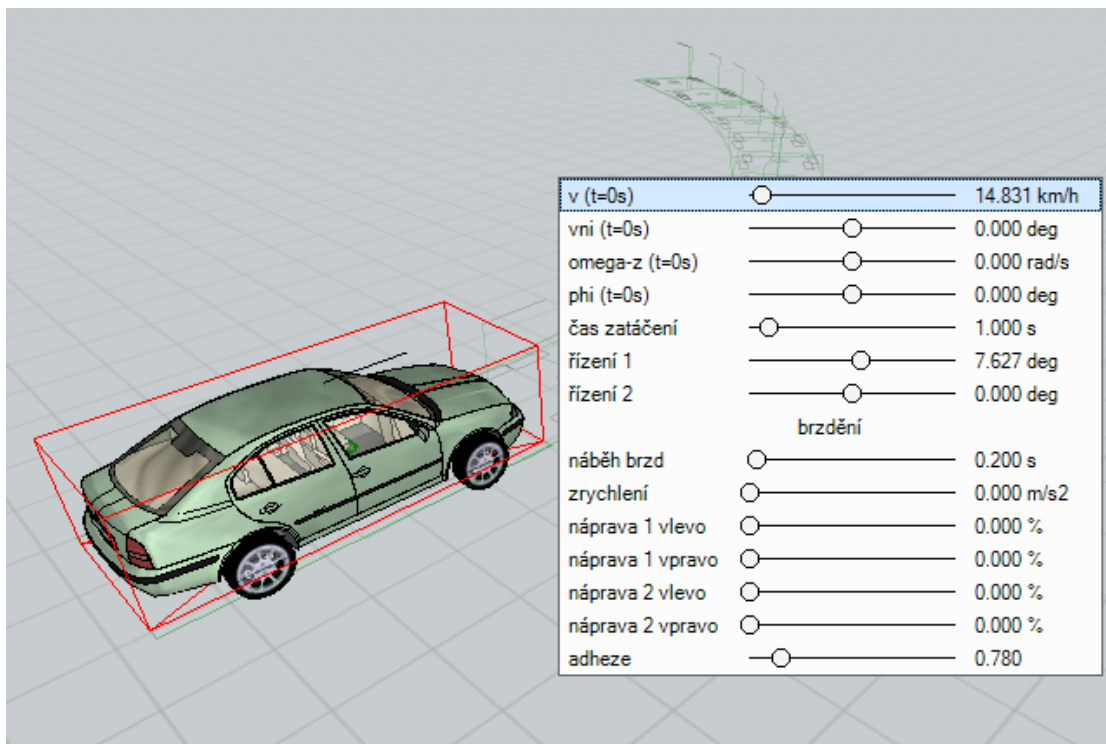 v (t=0s) 14.831 km/h
vni (t=0s) 0.000 deg
omega-z (t=0s) 0.000 rad/s
phi (t=0s) 0.000 deg
čas zatáčení 1.000 s
řízení 1 7.627 deg
řízení 2 0.000 deg
brzdění
náběh brzd 0.200 s
zrychlení 0.000 m/s2
náprava 1 vlevo 0.000 %
náprava 1 vpravo 0.000 %
náprava 2 vlevo 0.000 %
náprava 2 vpravo 0.000 %
adheze 0.780